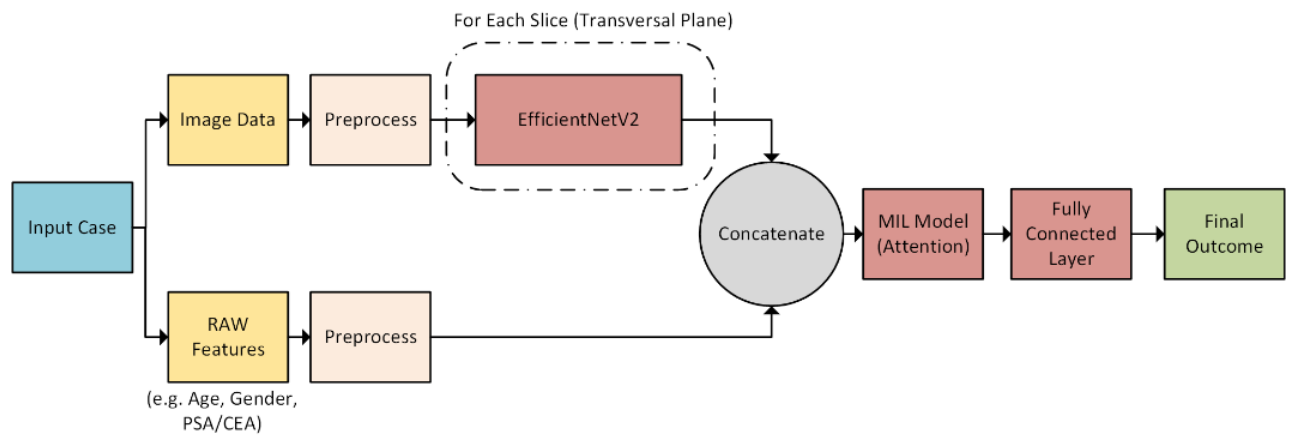 For Each Slice (Transversal Plane)
Image Data
Preprocess
EfficientNetV2
Input Case
Concatenate
MIL Model
(Attention)
Fully
Connected
Layer
Final
Outcome
RAW
Features
Preprocess
(e.g. Age, Gender,
PSA/CEA)